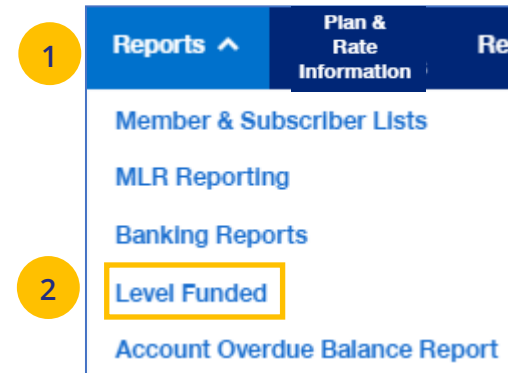 1
Reports
Plan &
Rate
Information
Re
Member & Subscriber Lists
MLR Reporting
Banking Reports
2
Level Funded
Account Overdue Balance Report